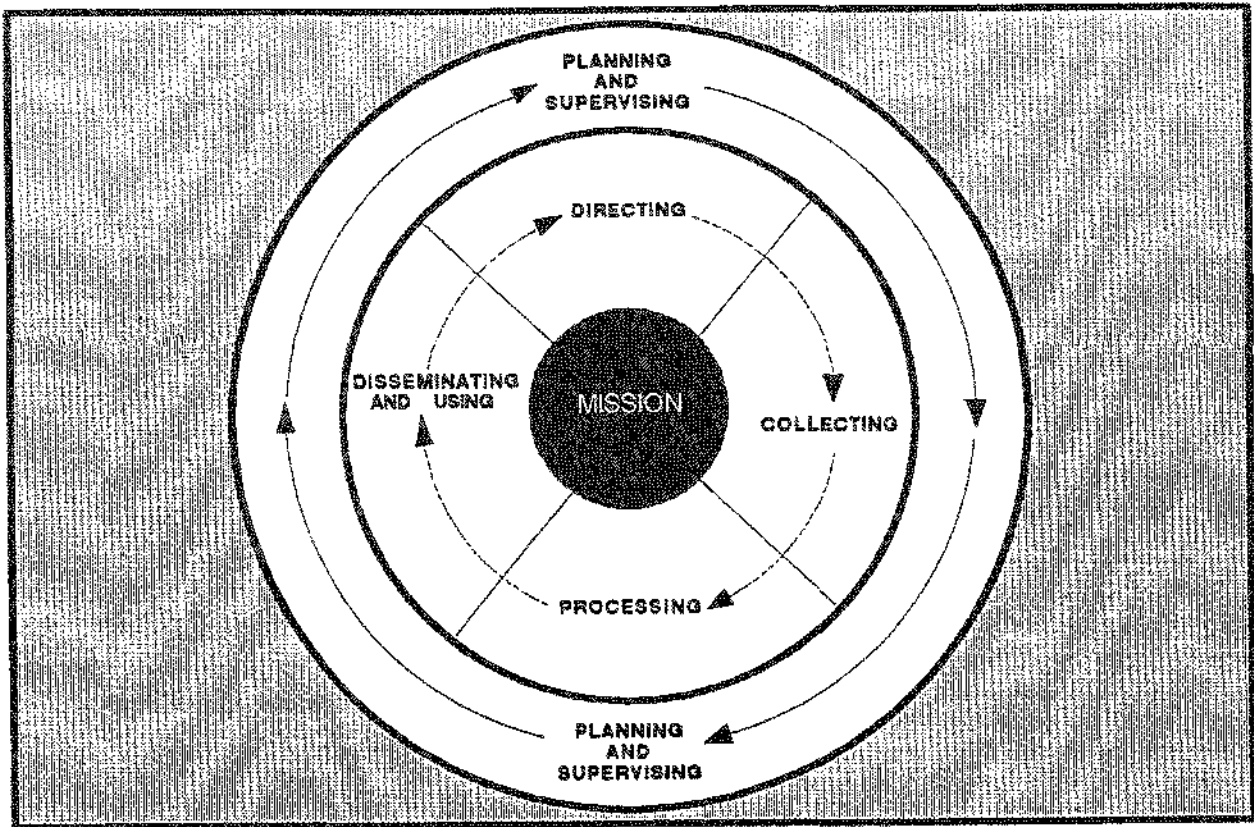 PLANNING
AND
SUPERVISING
DIRECTING
DISSEMINATING
AND USING
MISSION
COLLECTING
PROCESSING
PLANNING
AND
SUPERVISING